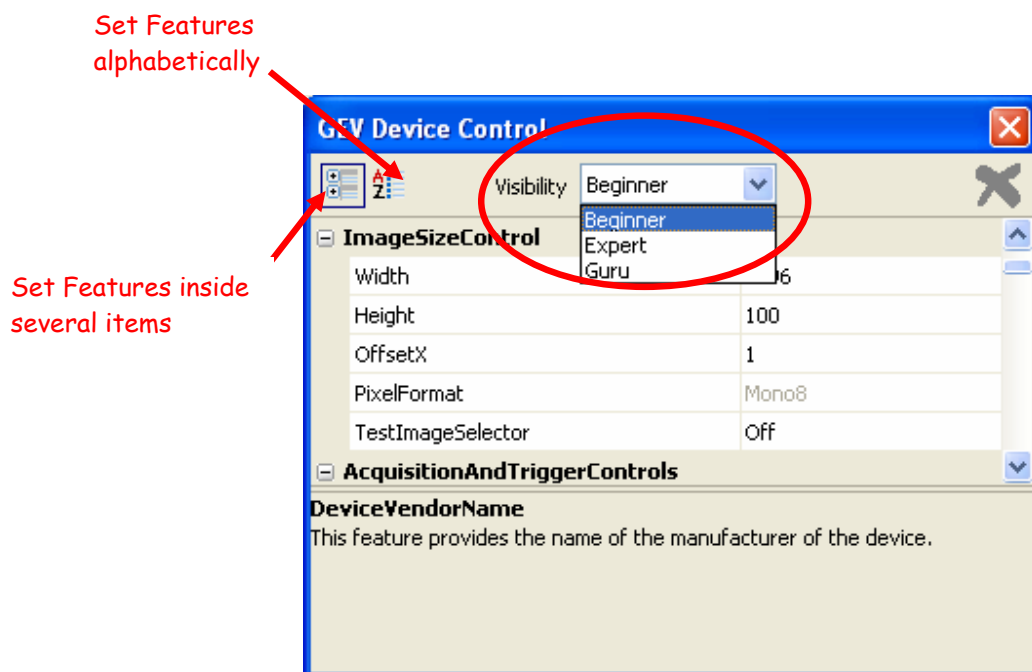 Set Features
alphabetically
GEV Device Control
Visibility Beginner
Beginner
Expert
Guru
ImageSizeControl
Width
Height 100
OffsetX 1
PixelFormat Mono8
TestImageSelector Off
AcquisitionAndTriggerControls
DeviceVendorName
This feature provides the name of the manufacturer of the device.
Set Features inside
several items